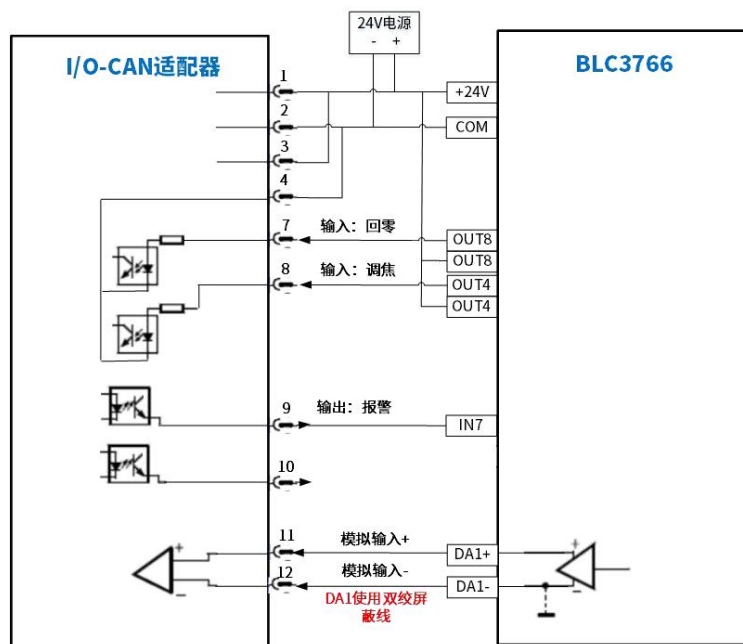 24V电源
- +
I/O-CAN适配器
BLC3766
1
+24V
2
COM
3
4
7
输入：回零
OUT8
OUT8
8
输入：调焦
OUT4
OUT4
9
输出：报警
IN7
10
11
模拟输入+
DA1+
12
模拟输入-
DA1-
DA1使用双绞屏
蔽线
+
−
+
−